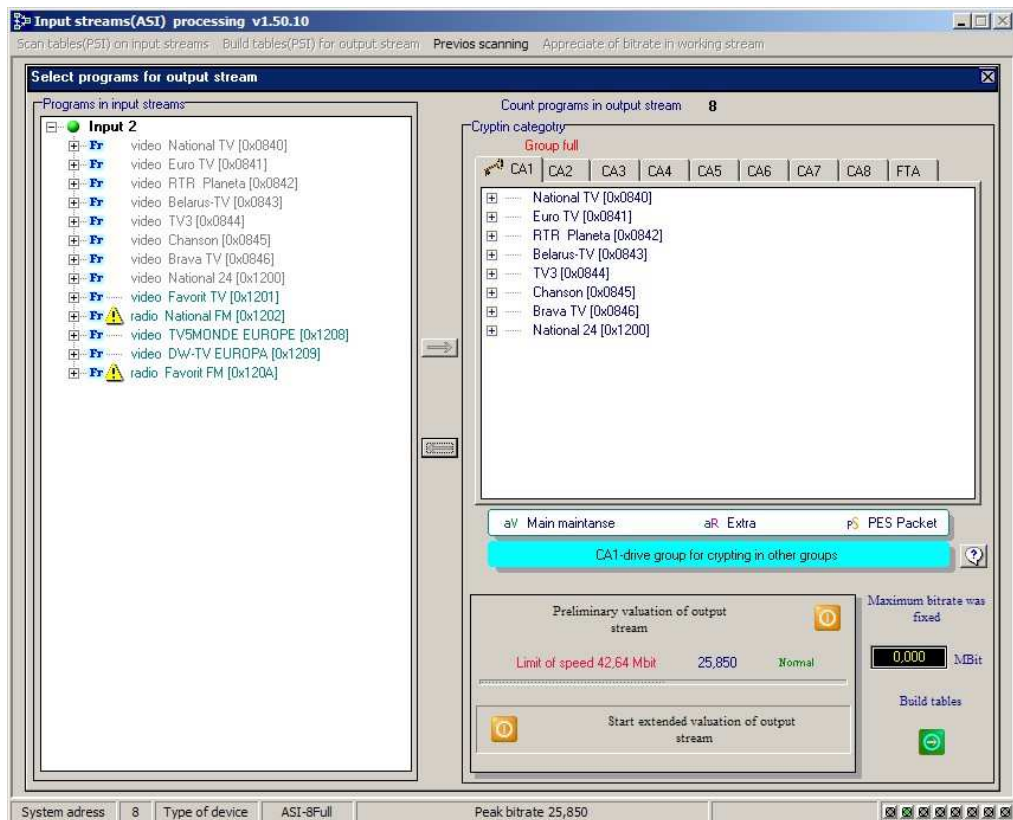 Input streams(ASI) processing v1.50.10
Scan tables(PSI) on input streams Build tables(PSI) for output stream Previos scanning Appreciate of bitrate in working stream
Select programs for output stream
Programs in input streams
Input 2
Fr video National TV [0x0840]
Fr video Euro TV [0x0841]
Fr video RTR Planeta [0x0842]
Fr video Belarus-TV [0x0843]
Fr video TV3 [0x0844]
Fr video Chanson [0x0845]
Fr video Brava TV [0x0846]
Fr video National 24 [0x1200]
Fr video Favorit TV [0x1201]
Fr radio National FM [0x1202]
Fr video TV5MONDE EUROPE [0x1208]
Fr video DW-TV EUROPA [0x1209]
Fr radio Favorit FM [0x120A]
Count programs in output stream 8
Cryptin categotry
Group full
CA1 CA2 CA3 CA4 CA5 CA6 CA7 CA8 FTA
National TV [0x0840]
Euro TV [0x0841]
RTR Planeta [0x0842]
Belarus-TV [0x0843]
TV3 [0x0844]
Chanson [0x0845]
Brava TV [0x0846]
National 24 [0x1200]
aV Main maintanse aR Extra pS PES Packet
CA1-drive group for crypting in other groups
Preliminary valuation of output
stream
Limit of speed 42,64 Mbit 25,850 Normal
Start extended valuation of output
stream
Maximum bitrate was
fixed
0,000 MBit
Build tables
System adress 8 Type of device ASI-8Full Peak bitrate 25,850